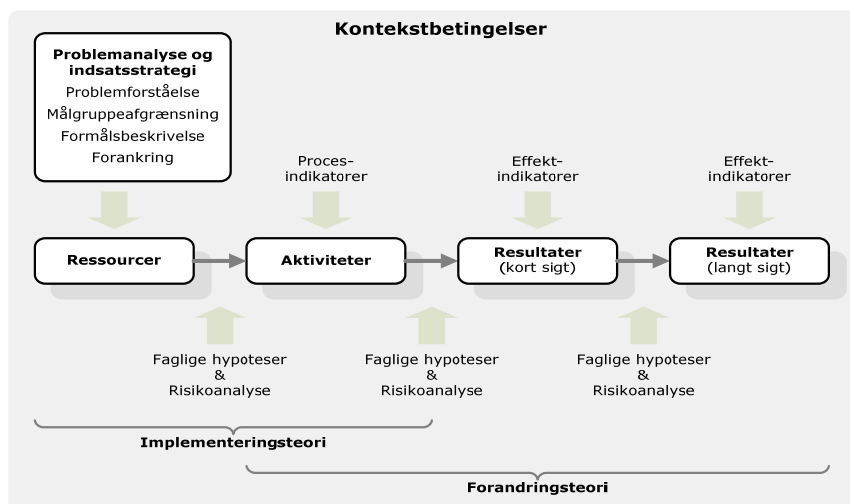 Kontekstbetingelser
Problemanalyse og
indsatsstrategi
Problemforståelse
Målgruppeafgrænsning
Formålsbeskrivelse
Forankring
Proces-
indikatorer
Effekt-
indikatorer
Effekt-
indikatorer
Ressourcer
Aktiviteter
Resultater
(kort sigt)
Resultater
(langt sigt)
Faglige hypoteser
&
Risikoanalyse
Faglige hypoteser
&
Risikoanalyse
Faglige hypoteser
&
Risikoanalyse
Implementeringsteori
Forandringsteori